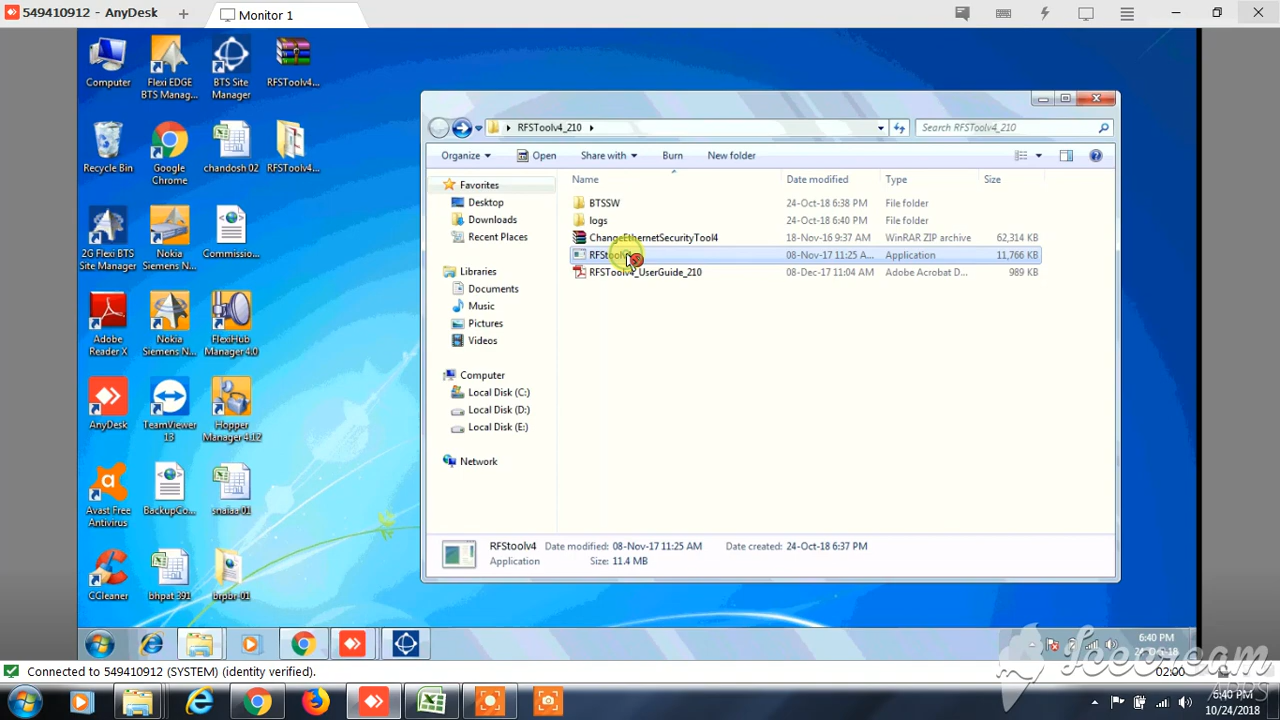 549410912 - AnyDesk
Monitor 1
Computer
Flexi EDGE
BTS Manag...
BTS Site
Manager
RFSToolv4...
Recycle Bin
Google
Chrome
chandosh 02
RFSToolv4...
2G Flexi BTS
Site Manager
Nokia
Siemens N...
Commissio...
Adobe
Reader X
Nokia
Siemens N...
FlexiHub
Manager 4.0
AnyDesk
TeamViewer
13
Hopper
Manager 4.12
Avast Free
Antivirus
BackupCo...
snaiaa 01
CCleaner
bhpat 391
brpbr-01
RFSToolv4_210
Search RFSToolv4_210
Organize
Open
Share with
Burn
New folder
Favorites
Desktop
Downloads
Recent Places
Libraries
Documents
Music
Pictures
Videos
Computer
Local Disk (C:)
Local Disk (D:)
Local Disk (E:)
Network
Name Date modified Type Size
BTSSW 24-Oct-18 6:38 PM File folder
logs 24-Oct-18 6:40 PM File folder
ChangeEthernetSecurityTool4 18-Nov-16 9:37 AM WinRAR ZIP archive 62,314 KB
08-Nov-17 11:25 A... Application 11,766 KB
RFSToolv4_UserGuide_210 08-Dec-17 11:04 AM Adobe Acrobat D... 989 KB
RFStoolv4 Date modified: 08-Nov-17 11:25 AM Date created: 24-Oct-18 6:37 PM
Application Size: 11.4 MB
6:40 PM
Connected to 549410912 (SYSTEM) (identity verified).
02:00
Icecream
APPS
6:40 PM
10/24/2018